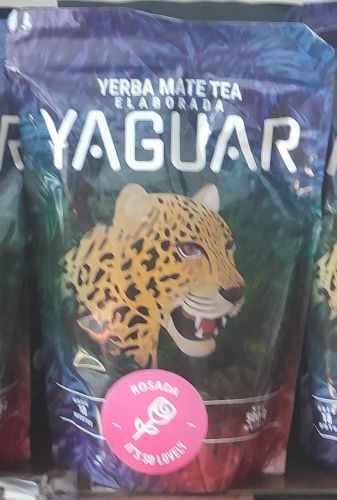 YERBA MATE TEA
ELABORADA
YAGUAR
ROSADA
IT'S SO LOVELY